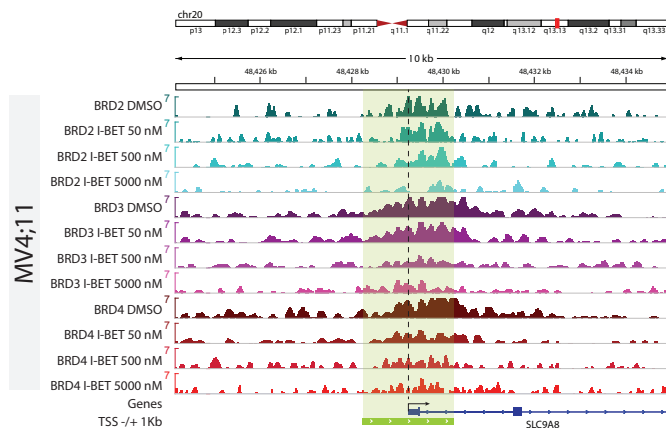 chr20
p13 p12.3 p12.2 p12.1 p11.23 p11.21 q11.1 q11.22 q12 q13.12 q13.13 q13.2 q13.31 q13.33
10 kb
48,426 kb 48,428 kb 48,430 kb 48,432 kb 48,434 kb
MV4;11
BRD2 DMSO 7
BRD2 I-BET 50 nM 7
BRD2 I-BET 500 nM 7
BRD2 I-BET 5000 nM 7
BRD3 DMSO 7
BRD3 I-BET 50 nM 7
BRD3 I-BET 500 nM 7
BRD3 I-BET 5000 nM 7
BRD4 DMSO 7
BRD4 I-BET 50 nM 7
BRD4 I-BET 500 nM 7
BRD4 I-BET 5000 nM 7
Genes
TSS -/+ 1Kb
SLC9A8